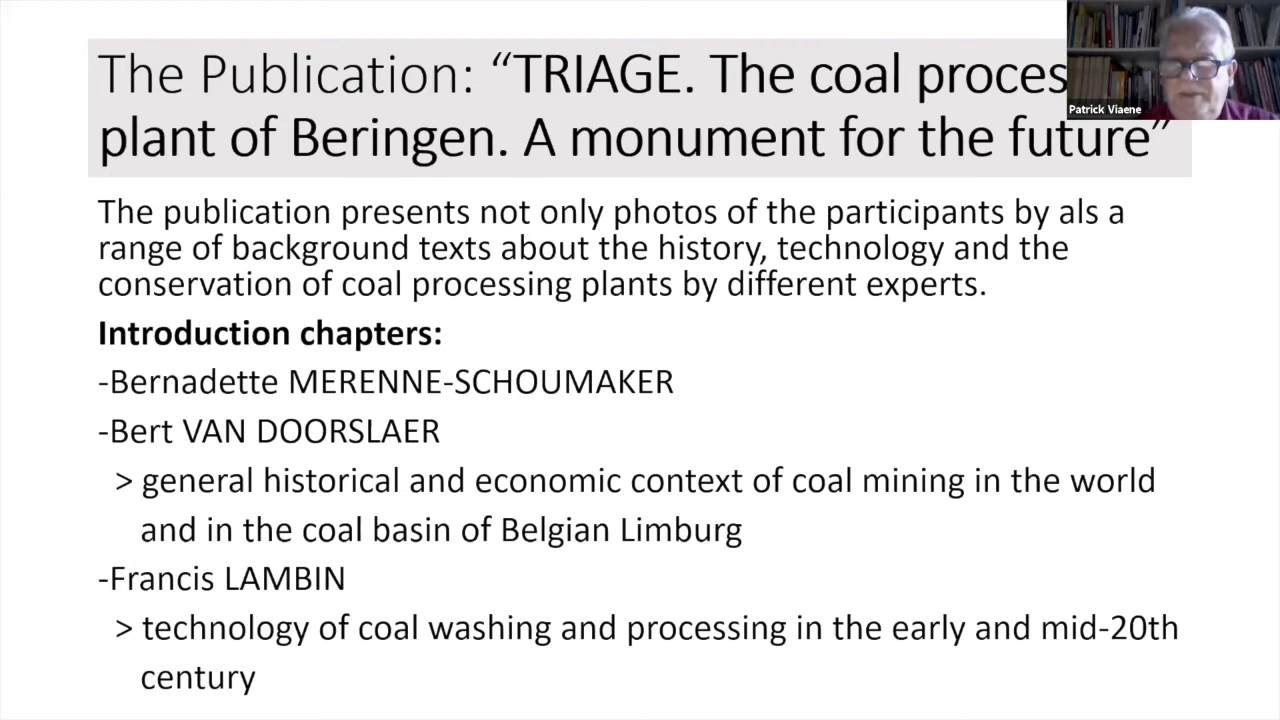 The Publication: “TRIAGE. The coal
plant of Beringen. A monument for the future”
Patrick Viaene
The publication presents not only photos of the participants by als a
range of background texts about the history, technology and the
conservation of coal processing plants by different experts.
Introduction chapters:
-Bernadette MERENNE-SCHOUMAKER
-Bert VAN DOORSLAER
> general historical and economic context of coal mining in the world
and in the coal basin of Belgian Limburg
-Francis LAMBIN
> technology of coal washing and processing in the early and mid-20th
century